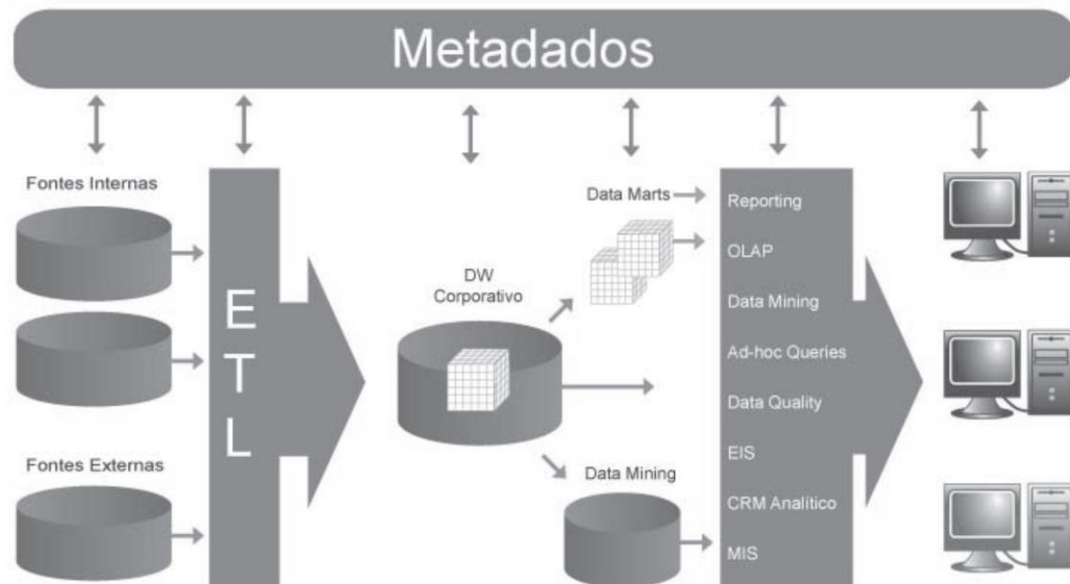 Metadados
Fontes Internas
Fontes Externas
E
T
L
DW
Corporativo
Data Marts
Data Mining
Reporting
OLAP
Data Mining
Ad-hoc Queries
Data Quality
EIS
CRM Analítico
MIS